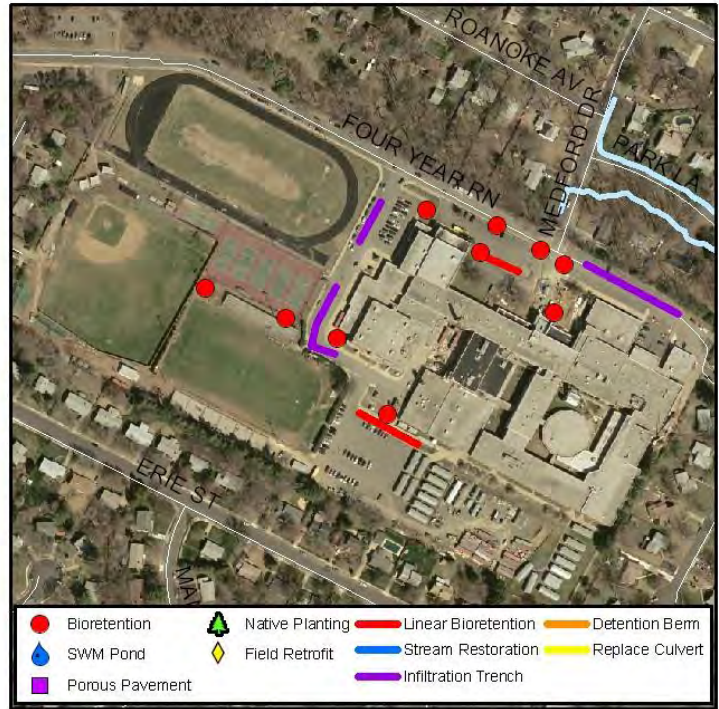 ROANOKE AV
MEDFORD DR
PARK LA
FOUR YEAR RN
ERIE ST
Bioretention
Native Planting
Linear Bioretention
Detention Berm
SWM Pond
Field Retrofit
Stream Restoration
Replace Culvert
Porous Pavement
Infiltration Trench